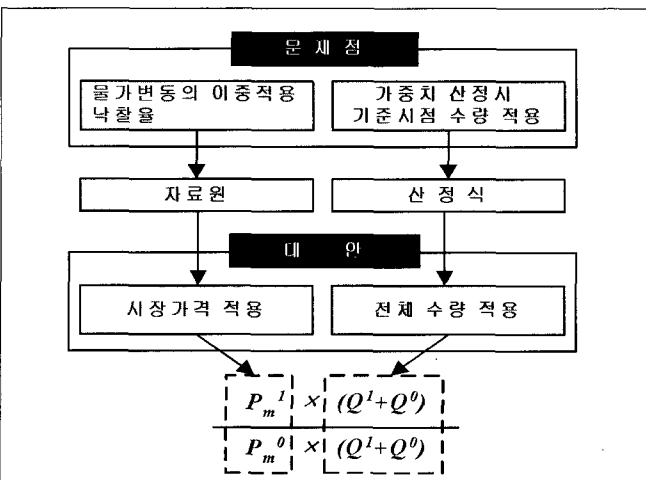 문 제 점
물가변동의 이중적용
낙찰율
가중치 산정시
기준시점 수량 적용
자료원
산 정 식
대 안
시장가격 적용
전체 수량 적용
P_m^1 × (Q^1+Q^0)
P_m^0 × (Q^1+Q^0)